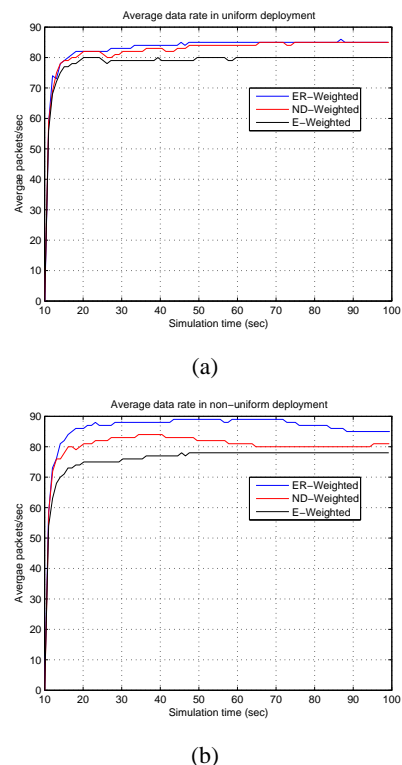 Average data rate in uniform deployment
90
80
70
60
50
40
30
20
10
0
Avergae packets/sec
ER-Weighted
ND-Weighted
E-Weighted
10 20 30 40 50 60 70 80 90 100
Simulation time (sec)
(a)
Average data rate in non-uniform deployment
90
80
70
60
50
40
30
20
10
0
Avergae packets/sec
ER-Weighted
ND-Weighted
E-Weighted
10 20 30 40 50 60 70 80 90 100
Simulation time (sec)
(b)